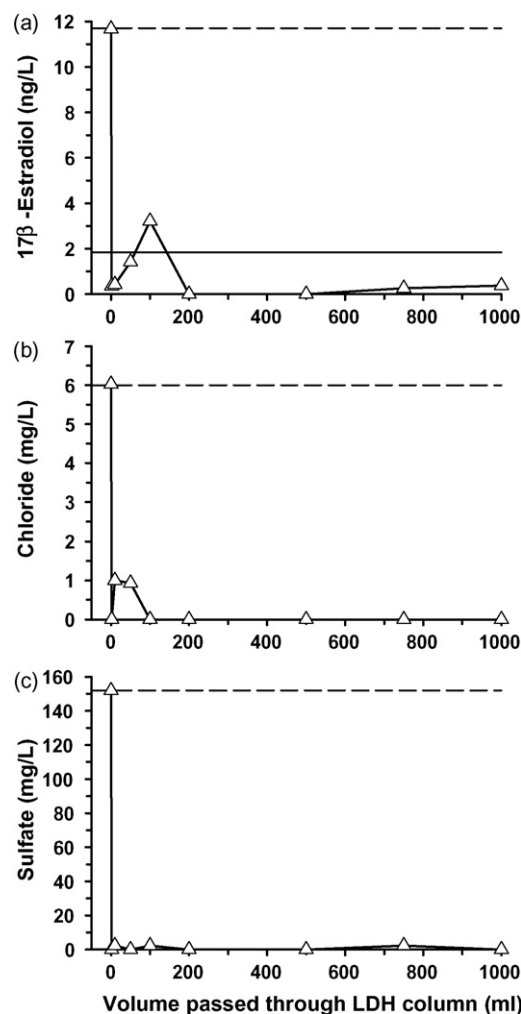 (a)
17β -Estradiol (ng/L)
12
10
8
6
4
2
0
0 200 400 600 800 1000
(b)
Chloride (mg/L)
7
6
5
4
3
2
1
0
0 200 400 600 800 1000
(c)
Sulfate (mg/L)
160
140
120
100
80
60
40
20
0
0 200 400 600 800 1000
Volume passed through LDH column (ml)